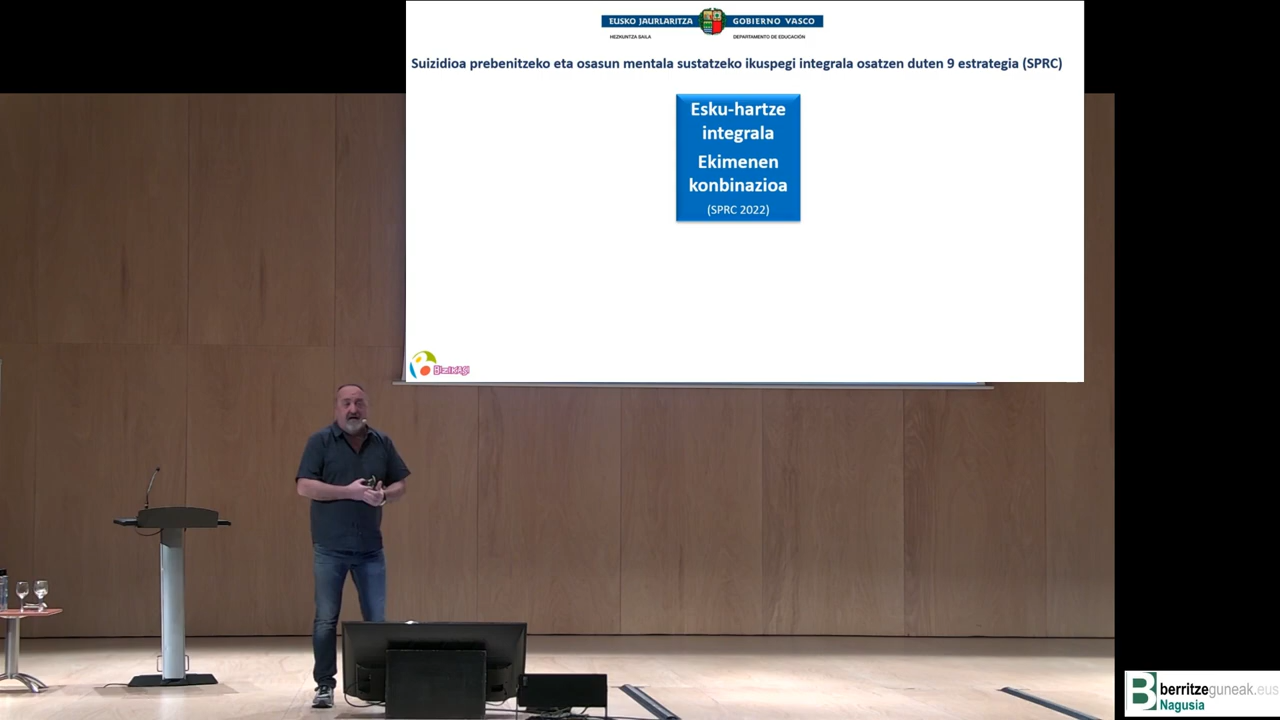 EUSKO JAURLARITZA
GOBIERNO VASCO
HEZKUNTZA SAILA
DEPARTAMENTO DE EDUCACIÓN
Suizidioa prebenitzeko eta osasun mentala sustatzeko ikuspegi integrala osatzen duten 9 estrategia (SPRC)
Esku-hartze
integrala
Ekimenen
konbinazioa
(SPRC 2022)
BIZIKASI
berritzeguneak.eus
Nagusia